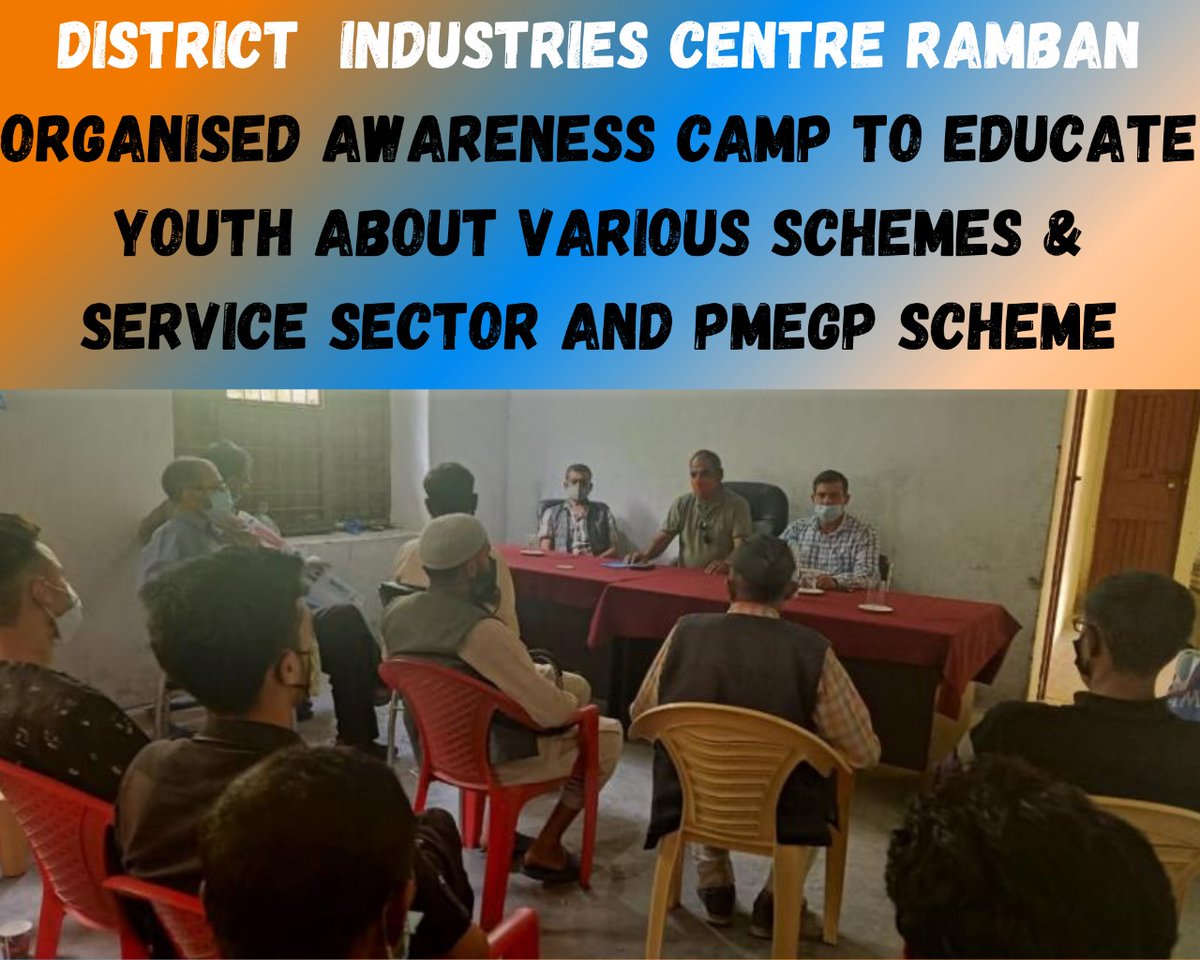 DISTRICT INDUSTRIES CENTRE RAMBAN
ORGANISED AWARENESS CAMP TO EDUCATE
YOUTH ABOUT VARIOUS SCHEMES &
SERVICE SECTOR AND PMEGP SCHEME